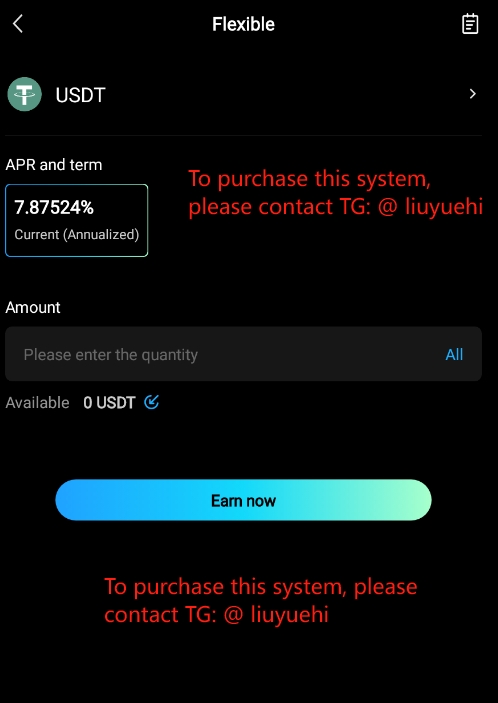 Flexible
USDT
APR and term
To purchase this system,
please contact TG: @ liuyuehi
7.87524%
Current (Annualized)
Amount
Please enter the quantity
All
Available 0 USDT
Earn now
To purchase this system, please
contact TG: @ liuyuehi